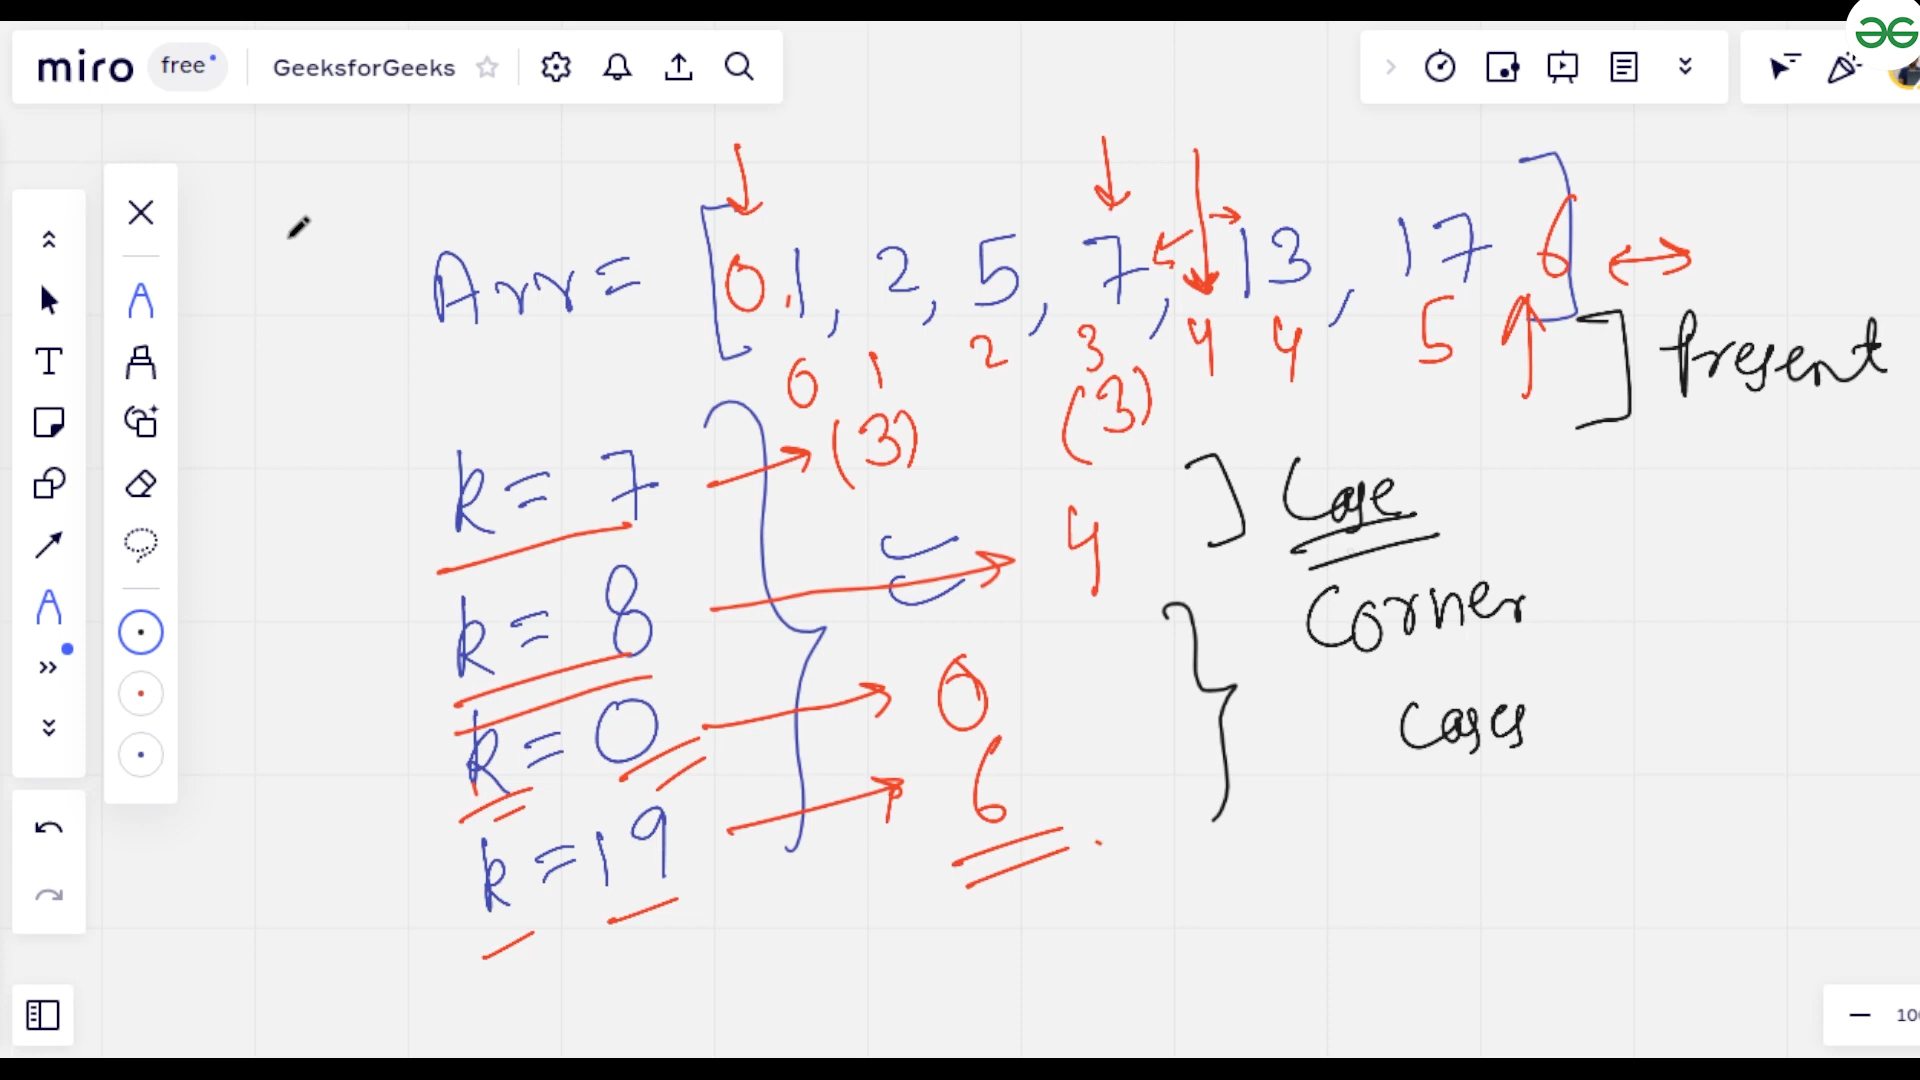 miro free GeeksforGeeks
Arr = [0, 1, 2, 5, 7, 13, 17 6]
0 1 2 3 4 4 5
Present
(3) (3)
k = 7
Case
4
k = 8
Corner
k = 0
0
Cases
6
k = 19
T
100